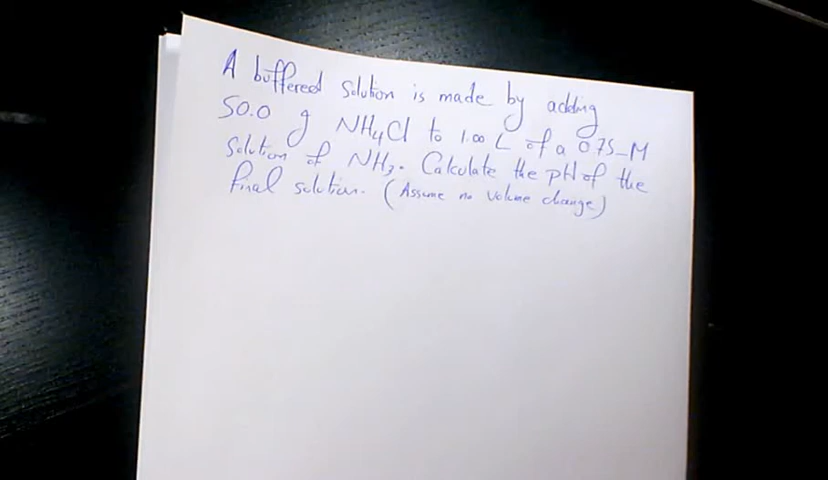 A buffered solution is made by adding
50.0 g NH4Cl to 1.00 L of a 0.75-M
solution of NH3. Calculate the pH of the
final solution. (Assume no volume change)